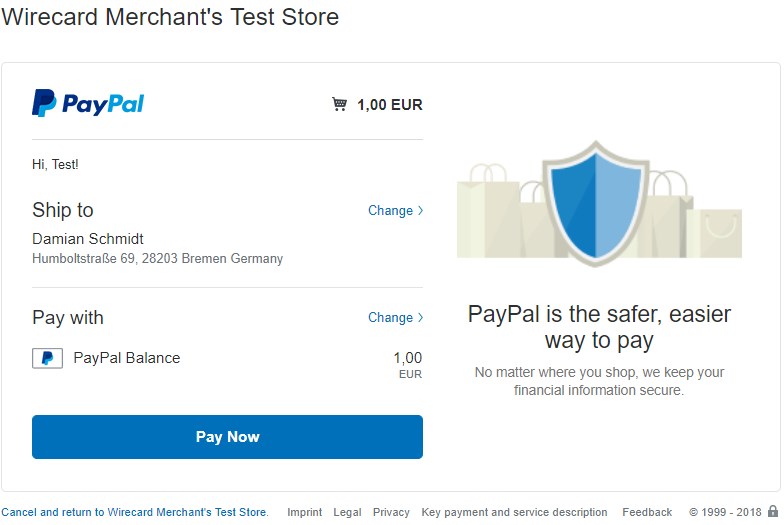 Wirecard Merchant's Test Store
PayPal
1,00 EUR
Hi, Test!
Ship to
Change >
Damian Schmidt
Humboltstraße 69, 28203 Bremen Germany
Pay with
Change >
PayPal Balance
1,00
EUR
Pay Now
PayPal is the safer, easier
way to pay
No matter where you shop, we keep your
financial information secure.
Cancel and return to Wirecard Merchant's Test Store. Imprint Legal Privacy Key payment and service description Feedback © 1999 - 2018